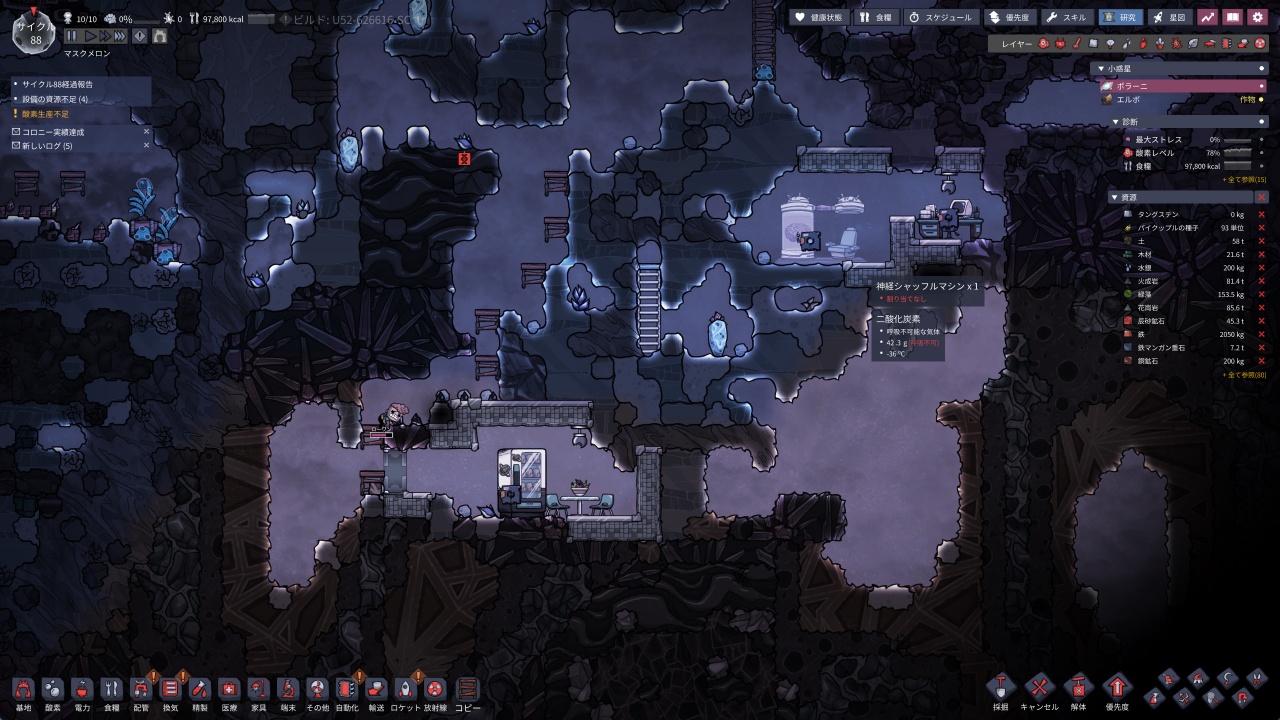 サイクル
88
10/10
0%
0
97,800 kcal
ビルド: U52-626616-SC
マスクメロン
サイクル88経過報告
設備の資源不足 (4)
酸素生産不足
コロニー実績達成
新しいログ (5)
健康状態
食糧
スケジュール
優先度
スキル
研究
星図
レイヤー
小惑星
ボラーニ
エルボ 作物
診断
最大ストレス 0%
酸素レベル 78%
食糧 97,800 kcal
+ 全て参照(15)
資源
タングステン 0 kg
バイクップルの種子 93 単位
土 58 t
木材 21.6 t
水銀 200 kg
火成岩 81.4 t
緑藻 153.5 kg
花崗岩 85.6 t
辰砂鉱石 45.3 t
鉄 2050 kg
鉄マンガン重石 7.2 t
銅鉱石 200 kg
+ 全て参照(80)
神経シャッフルマシン x 1
割り当てなし
二酸化炭素
呼吸不可能な気体
42.3 g
-36 ºC
基地
酸素
電力
食糧
配管
換気
精製
医療
家具
端末
その他
自動化
輸送
ロケット
放射線
コピー
採掘
キャンセル
解体
優先度